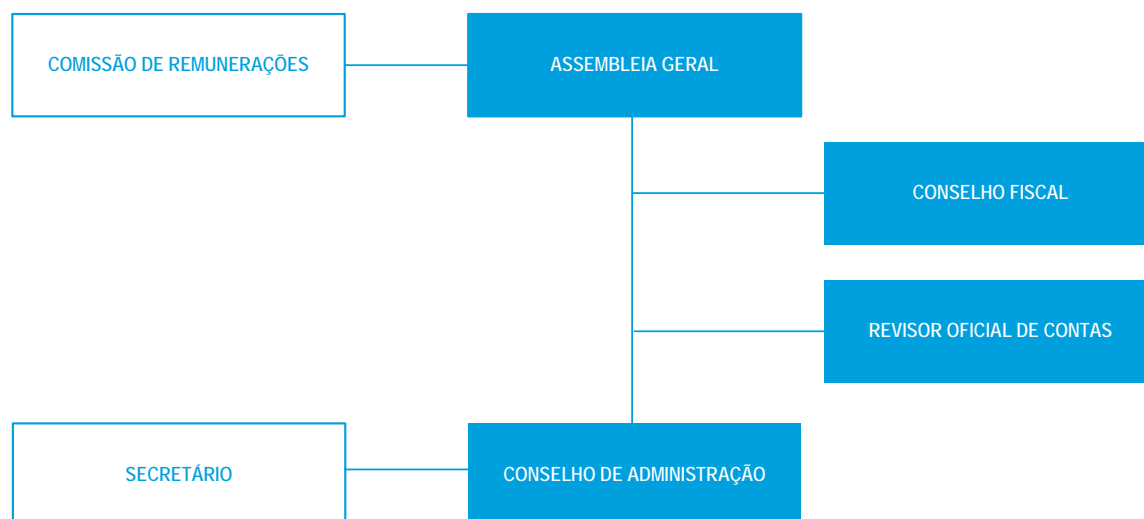 COMISSÃO DE REMUNERAÇÕES
ASSEMBLEIA GERAL
CONSELHO FISCAL
REVISOR OFICIAL DE CONTAS
SECRETÁRIO
CONSELHO DE ADMINISTRAÇÃO